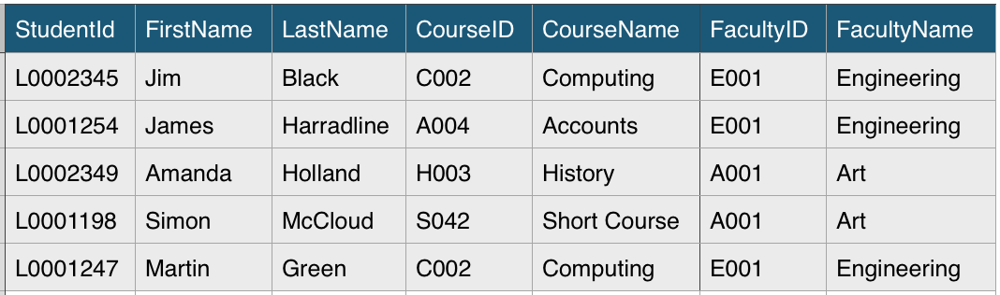 StudentId FirstName LastName CourseID CourseName FacultyID FacultyName
L0002345 Jim Black C002 Computing E001 Engineering
L0001254 James Harradline A004 Accounts E001 Engineering
L0002349 Amanda Holland H003 History A001 Art
L0001198 Simon McCloud S042 Short Course A001 Art
L0001247 Martin Green C002 Computing E001 Engineering